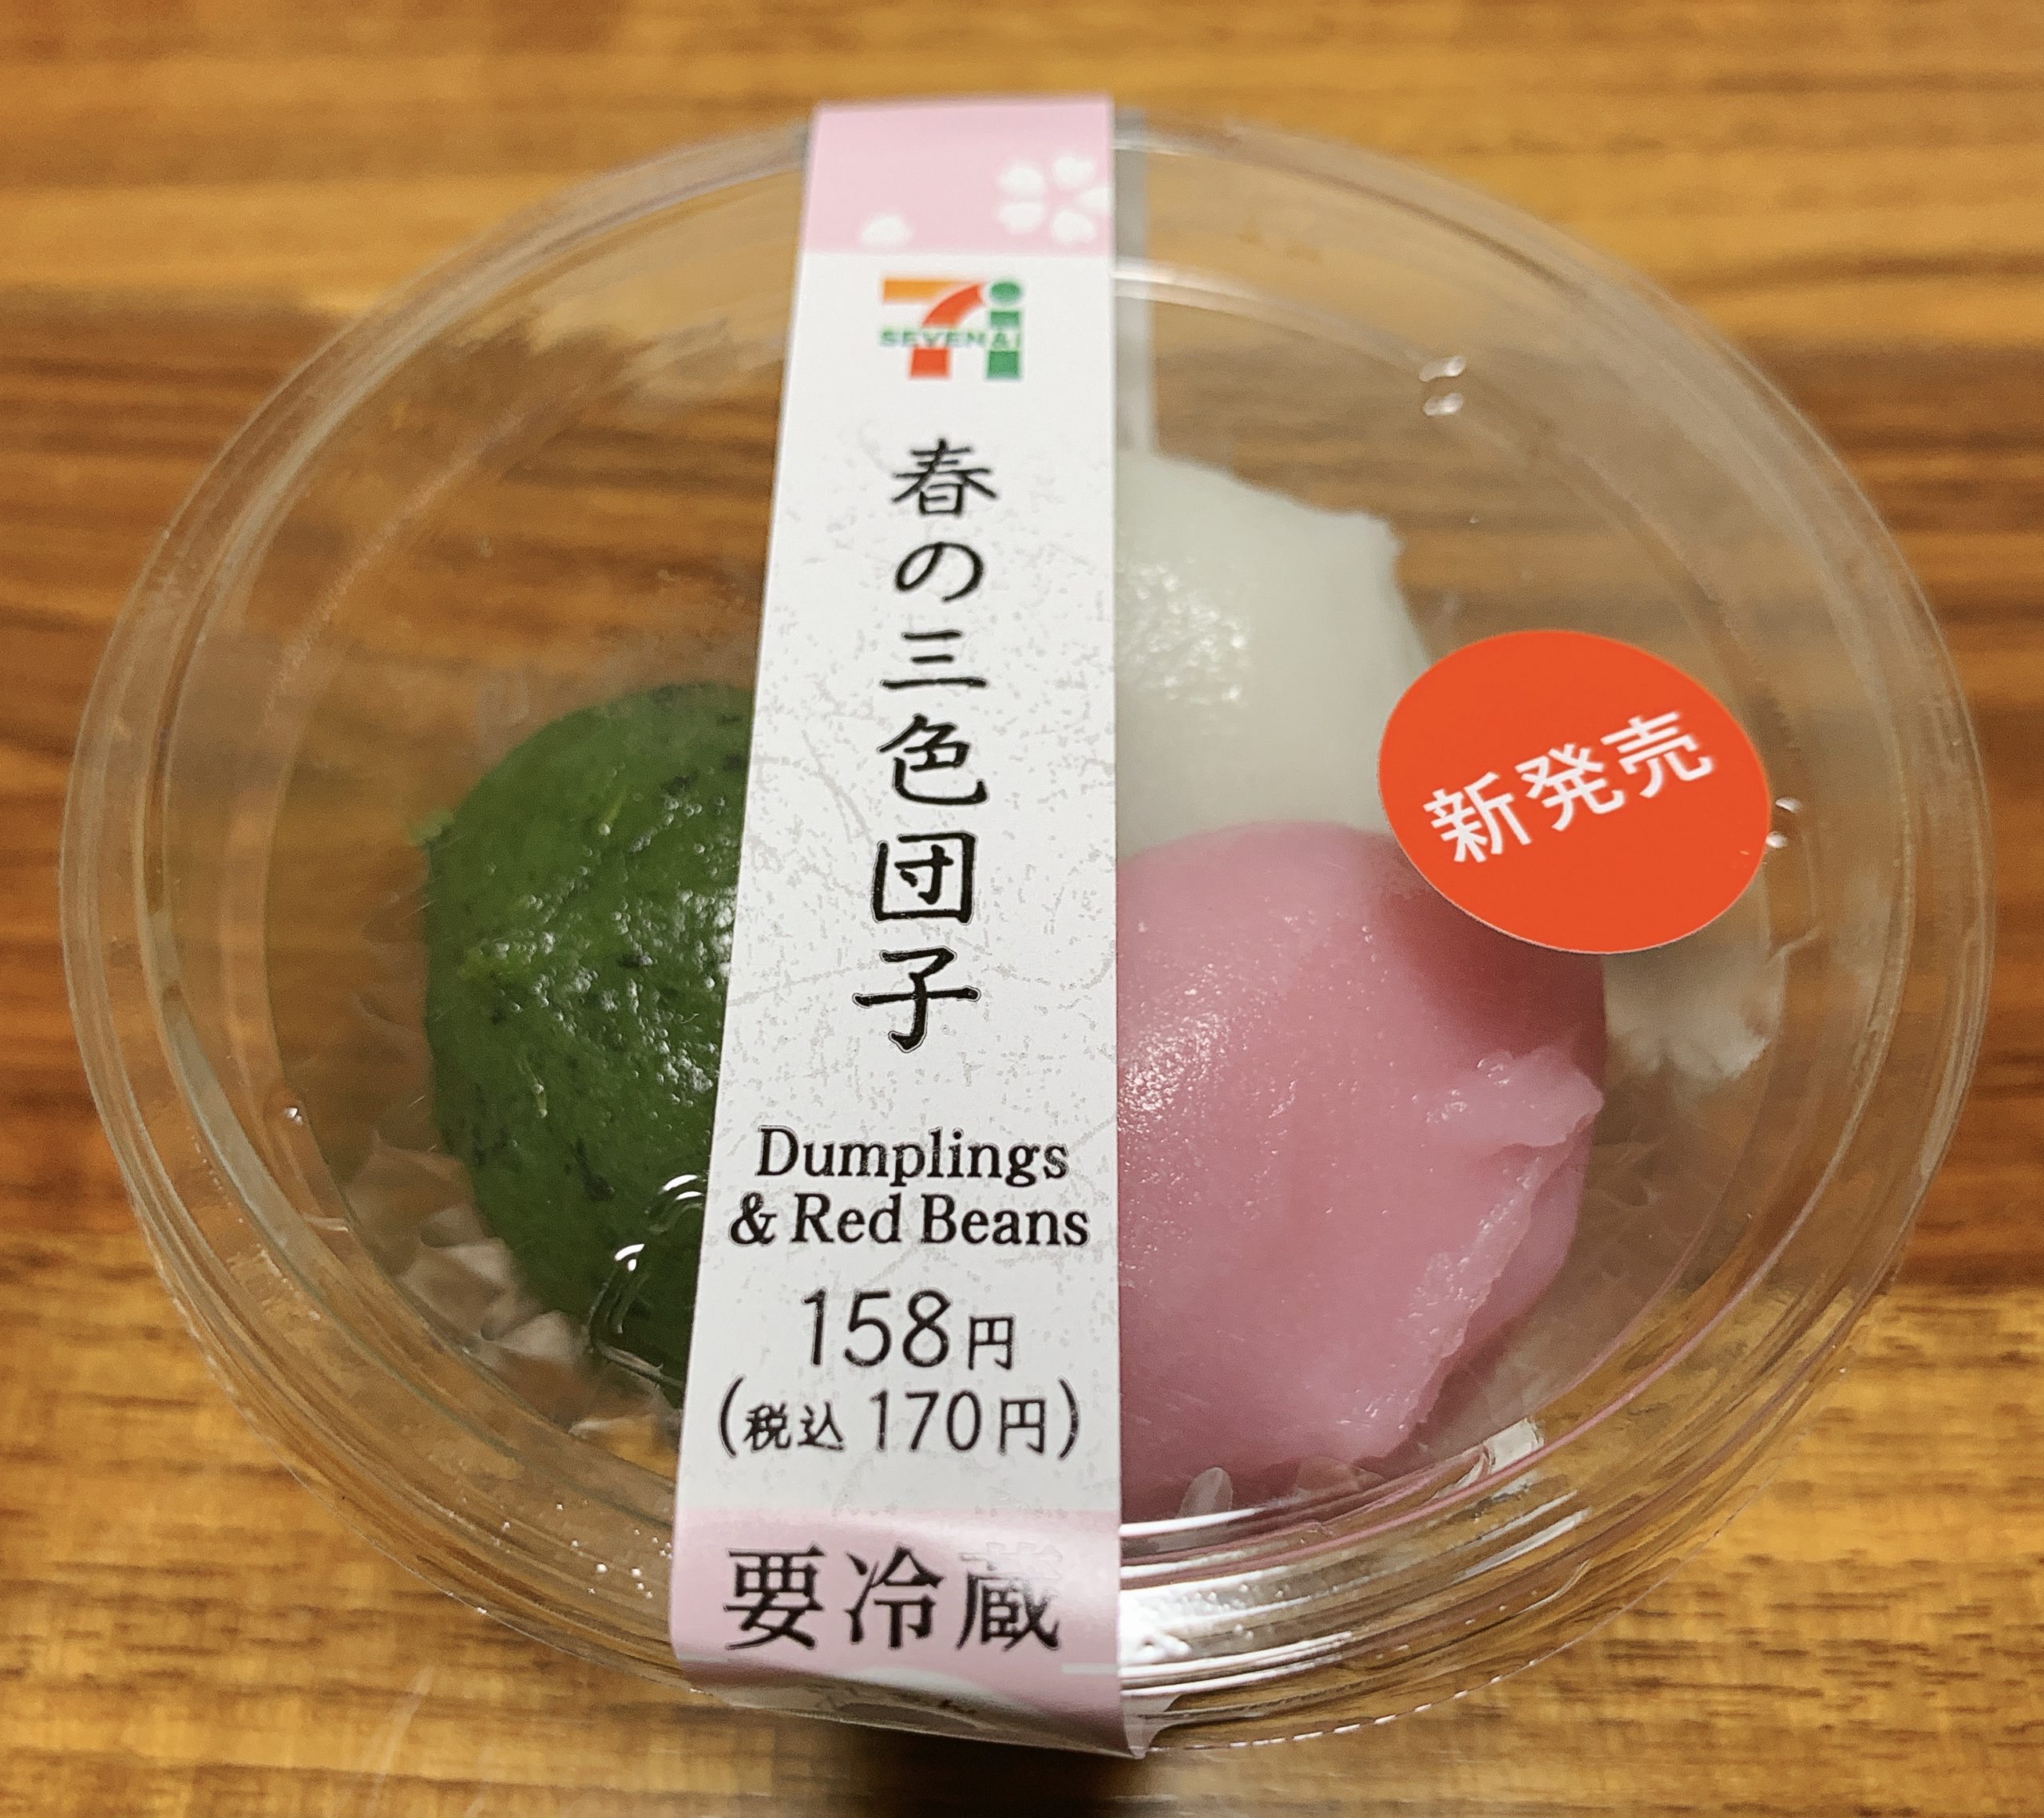 SEVEN&i
春の三色団子
Dumplings
& Red Beans
158円
(税込 170円)
要冷蔵
新発売